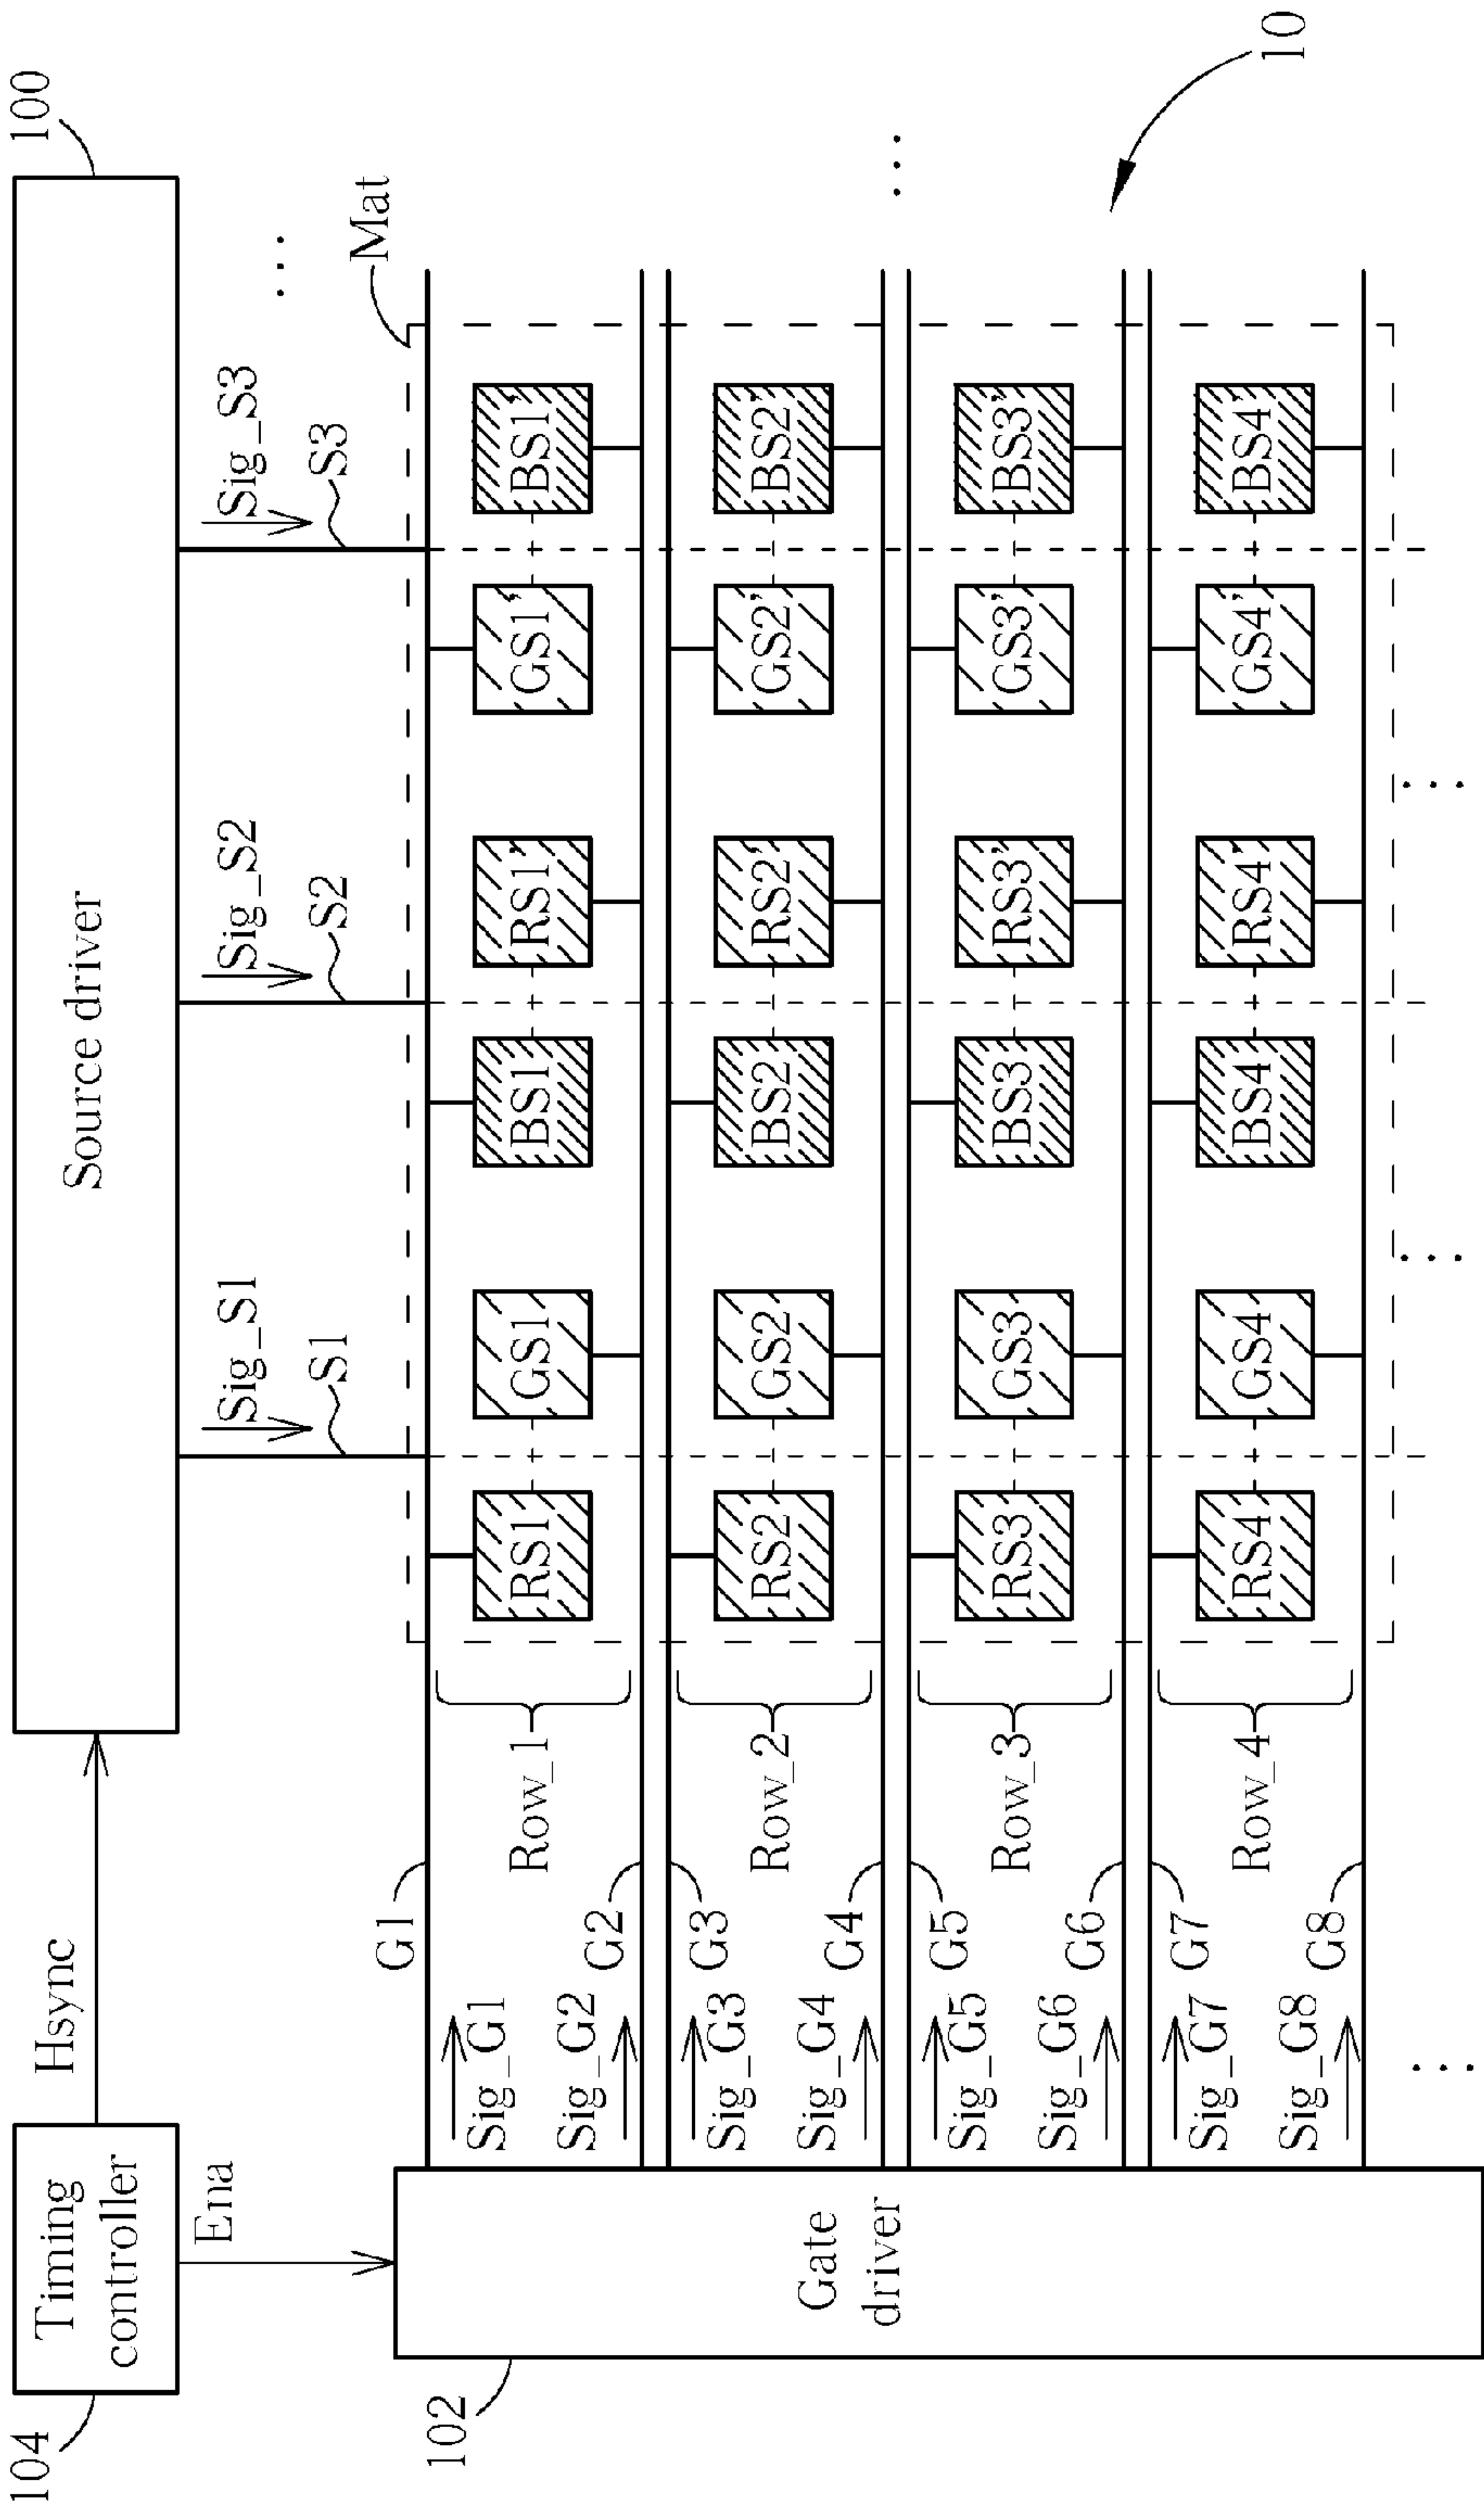 104
Timing
controller
Hsync
Source driver
100
Ena
Sig_S1
S1
Sig_S2
S2
Sig_S3
S3
...
Mat
102
Gate
driver
G1
Sig_G1
Row_1
RS1
GS1
BS1
RS1’
GS1’
BS1’
Sig_G2
G2
Sig_G3
G3
Row_2
RS2
GS2
BS2
RS2’
GS2’
BS2’
...
Sig_G4
G4
Sig_G5
G5
Row_3
RS3
GS3
BS3
RS3’
GS3’
BS3’
Sig_G6
G6
Sig_G7
G7
Row_4
RS4
GS4
BS4
RS4’
GS4’
BS4’
Sig_G8
G8
...
...
...
10